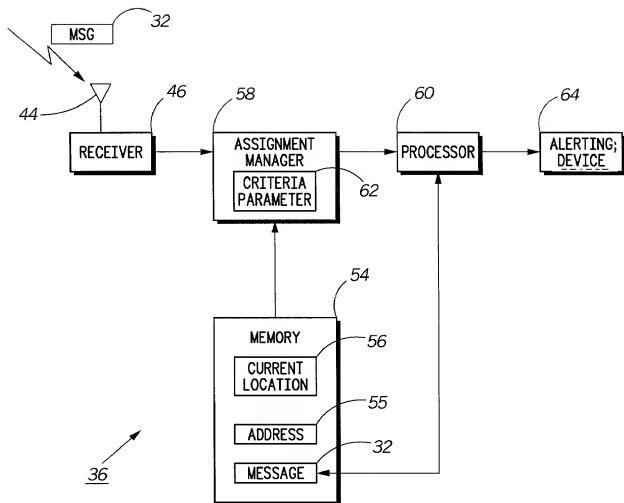 MSG
32
44
46
RECEIVER
58
ASSIGNMENT
MANAGER
CRITERIA
PARAMETER
62
60
PROCESSOR
64
ALERTING;
DEVICE
54
MEMORY
56
CURRENT
LOCATION
55
ADDRESS
32
MESSAGE
36